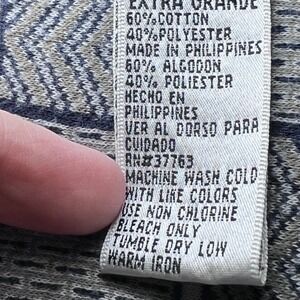 EXTRA GRANDE
60%COTTON
40%POLYESTER
MADE IN PHILIPPINES
60% ALGODON
40% POLIESTER
HECHO EN
PHILIPPINES
VER AL DORSO PARA
CUIDADO
RN#37763
MACHINE WASH COLD
WITH LIKE COLORS
USE NON CHLORINE
BLEACH ONLY
TUMBLE DRY LOW
WARM IRON